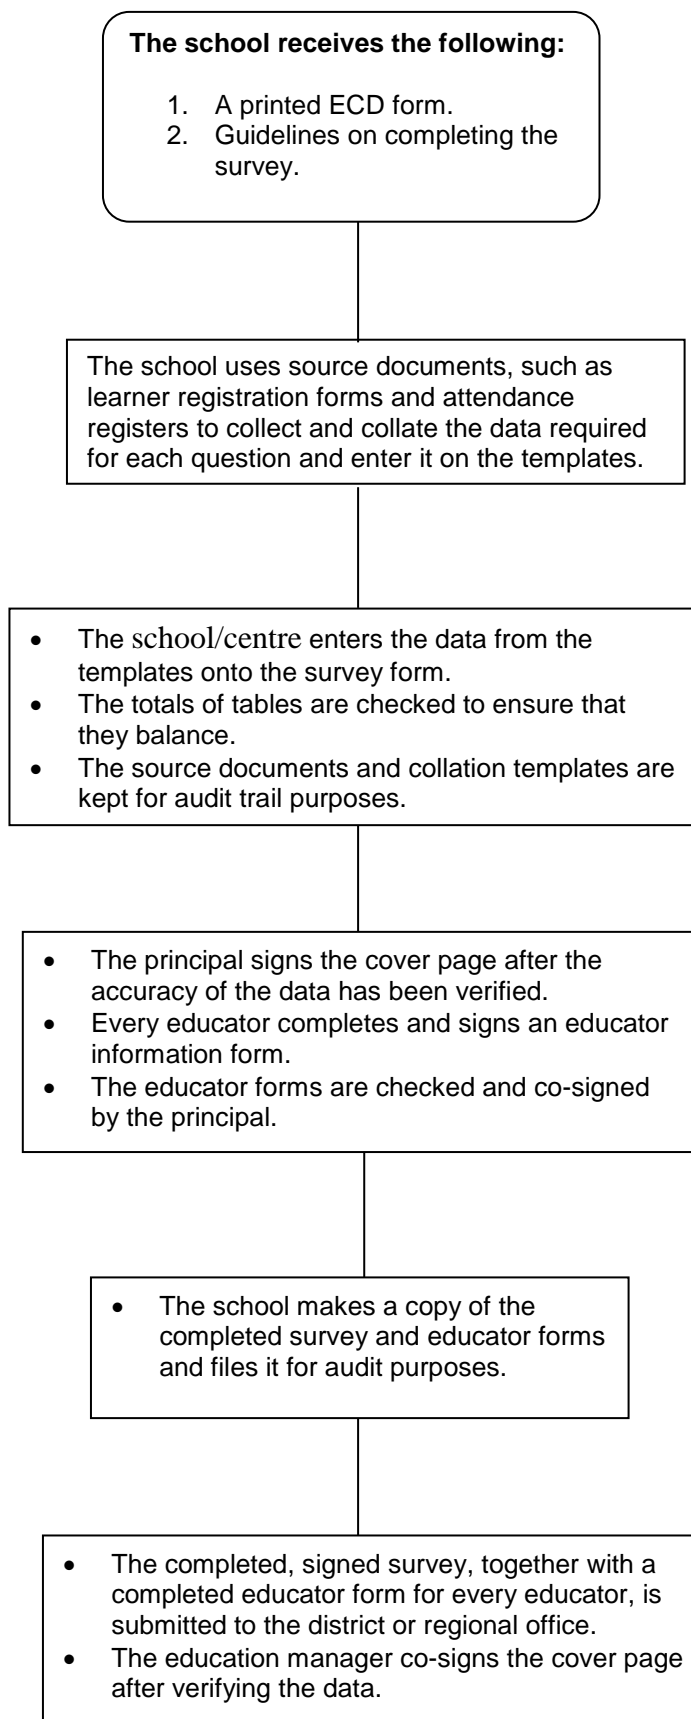 The school receives the following:
1. A printed ECD form.
2. Guidelines on completing the
survey.
The school uses source documents, such as
learner registration forms and attendance
registers to collect and collate the data required
for each question and enter it on the templates.
• The school/centre enters the data from the
templates onto the survey form.
• The totals of tables are checked to ensure that
they balance.
• The source documents and collation templates are
kept for audit trail purposes.
• The principal signs the cover page after the
accuracy of the data has been verified.
• Every educator completes and signs an educator
information form.
• The educator forms are checked and co-signed
by the principal.
• The school makes a copy of the
completed survey and educator forms
and files it for audit purposes.
• The completed, signed survey, together with a
completed educator form for every educator, is
submitted to the district or regional office.
• The education manager co-signs the cover page
after verifying the data.